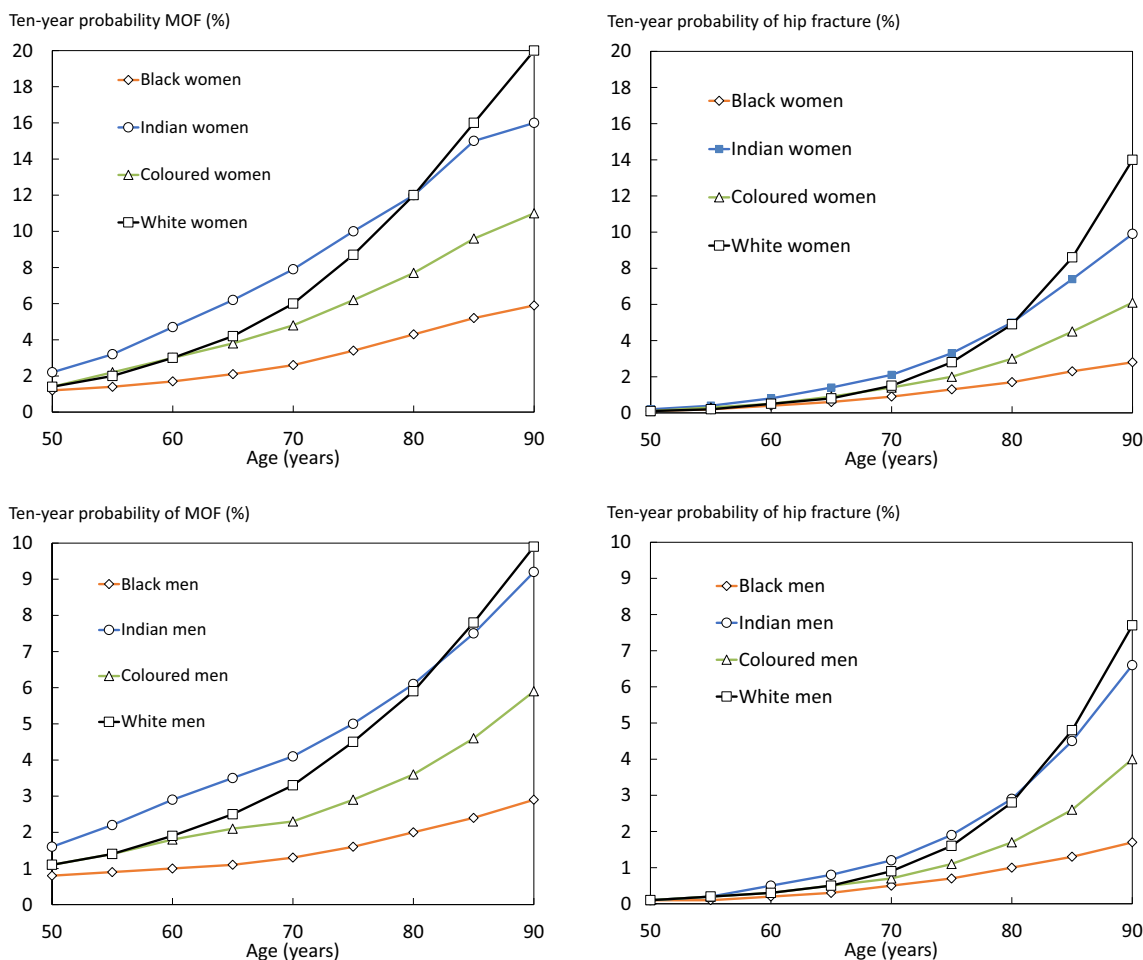 Ten-year probability MOF (%)
20
18
16
14
12
10
8
6
4
2
0
Black women
Indian women
Coloured women
White women
50 60 70 80 90
Age (years)
Ten-year probability of hip fracture (%)
20
18
16
14
12
10
8
6
4
2
0
Black women
Indian women
Coloured women
White women
50 60 70 80 90
Age (years)
Ten-year probability of MOF (%)
10
9
8
7
6
5
4
3
2
1
0
Black men
Indian men
Coloured men
White men
50 60 70 80 90
Age (years)
Ten-year probability of hip fracture (%)
10
9
8
7
6
5
4
3
2
1
0
Black men
Indian men
Coloured men
White men
50 60 70 80 90
Age (years)